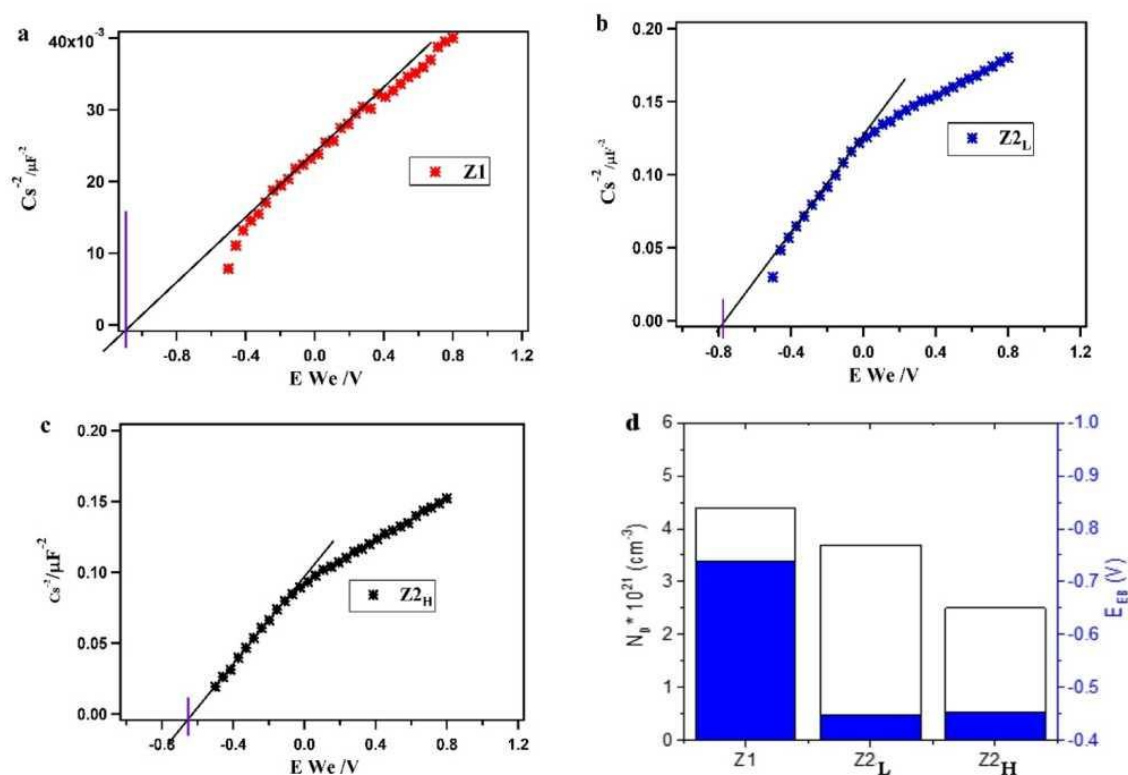 a
40x10⁻³
30
20
10
0
Cs⁻² /µF⁻²
Z1
-0.8 -0.4 0.0 0.4 0.8 1.2
E We /V
b
0.20
0.15
0.10
0.05
0.00
Cs⁻² /µF⁻²
Z2L
-0.8 -0.4 0.0 0.4 0.8 1.2
E We /V
c
0.20
0.15
0.10
0.05
0.00
Cs⁻²/µF⁻²
Z2H
-0.8 -0.4 0.0 0.4 0.8 1.2
E We /V
d
6
5
4
3
2
1
0
N_D * 10²¹ (cm⁻³)
Z1 Z2L Z2H
-1.0
-0.9
-0.8
-0.7
-0.6
-0.5
-0.4
E_EB (V)